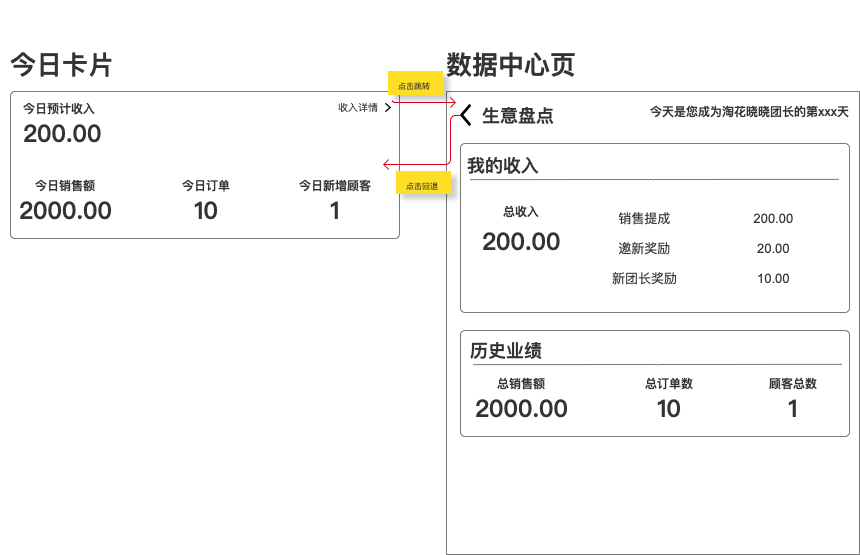 今日卡片
今日预计收入
200.00
收入详情
点击跳转
今日销售额
今日订单
今日新增顾客
2000.00
10
1
点击回退
数据中心页
生意盘点
今天是您成为淘花晓晓团长的第xxx天
我的收入
总收入
200.00
销售提成
200.00
邀新奖励
20.00
新团长奖励
10.00
历史业绩
总销售额
总订单数
顾客总数
2000.00
10
1